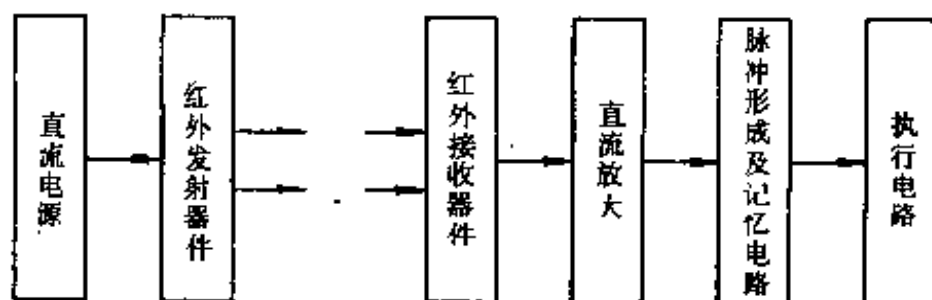 直流电源
红外发射器件
红外接收器件
直流放大
脉冲形成及记忆电路
执行电路